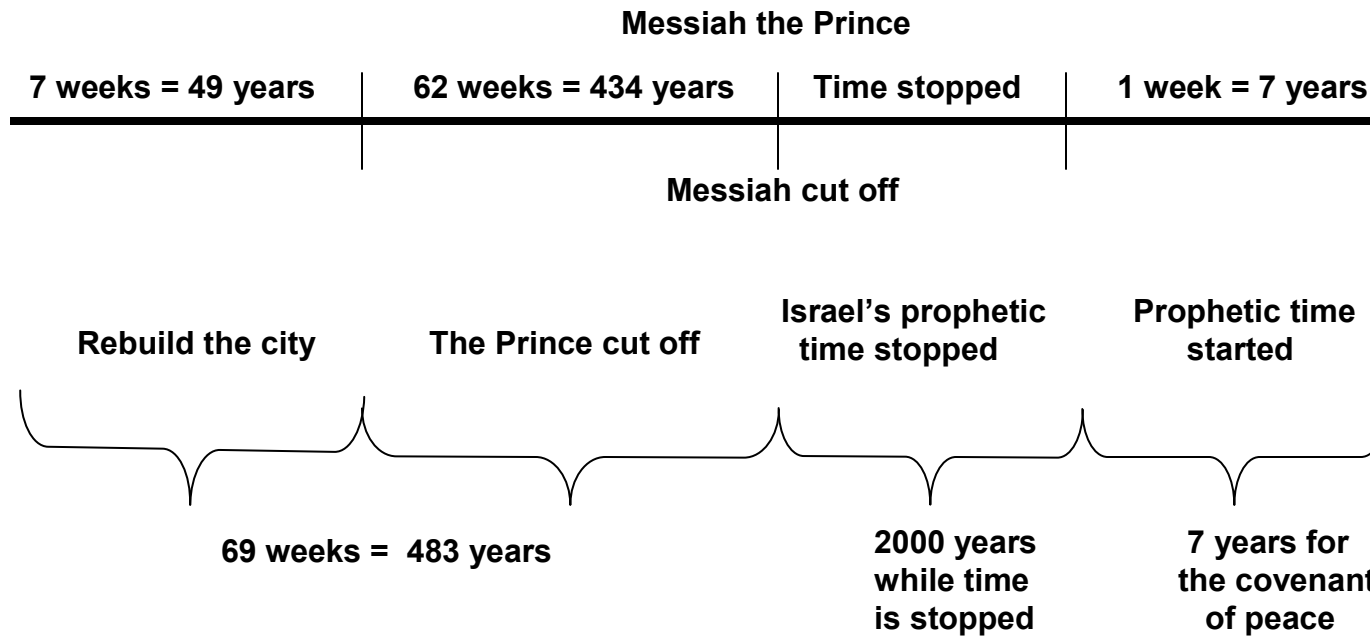 Messiah the Prince
7 weeks = 49 years
62 weeks = 434 years
Time stopped
1 week = 7 years
Messiah cut off
Rebuild the city
The Prince cut off
Israel’s prophetic
time stopped
Prophetic time
started
69 weeks = 483 years
2000 years
while time
is stopped
7 years for
the covenant
of peace